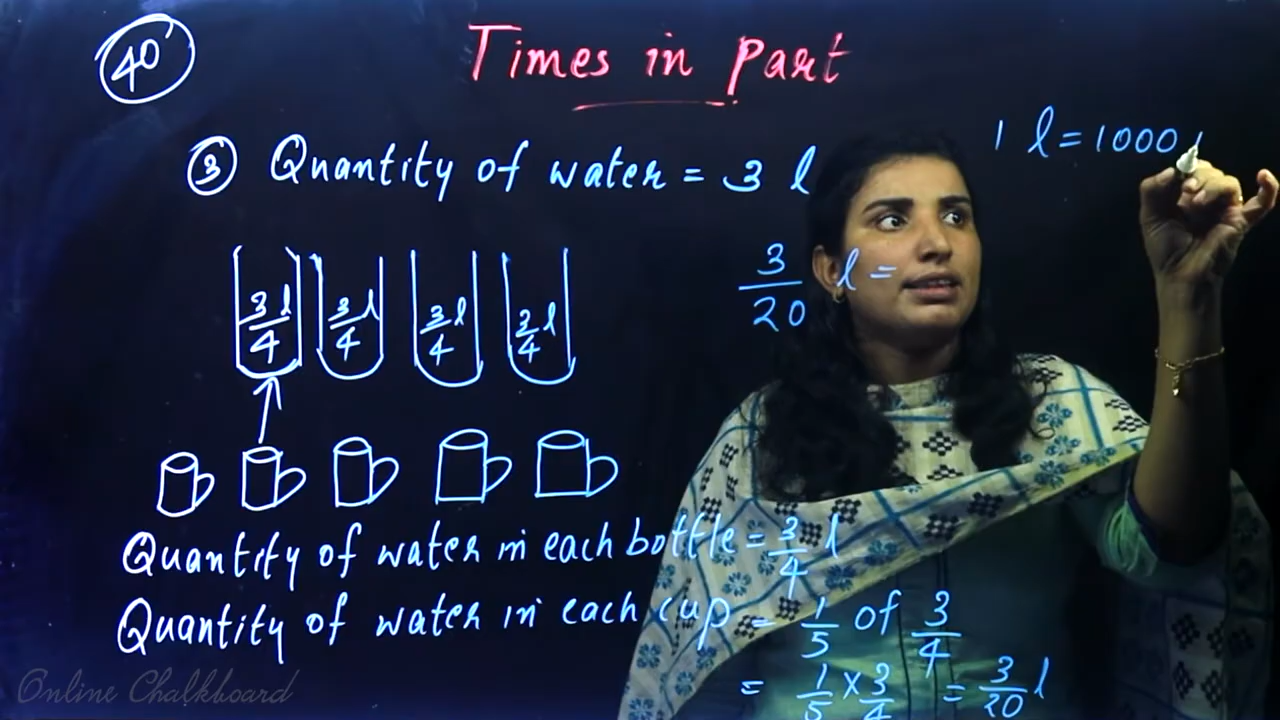 40
Times in part
③ Quantity of water = 3 l
1 l = 1000
3/4 l 3/4 l 3/4 l 3/4 l
3/20 l =
Quantity of water in each bottle = 3/4 l
Quantity of water in each cup = 1/5 of 3/4
= 1/5 × 3/4 = 3/20 l
Online Chalkboard